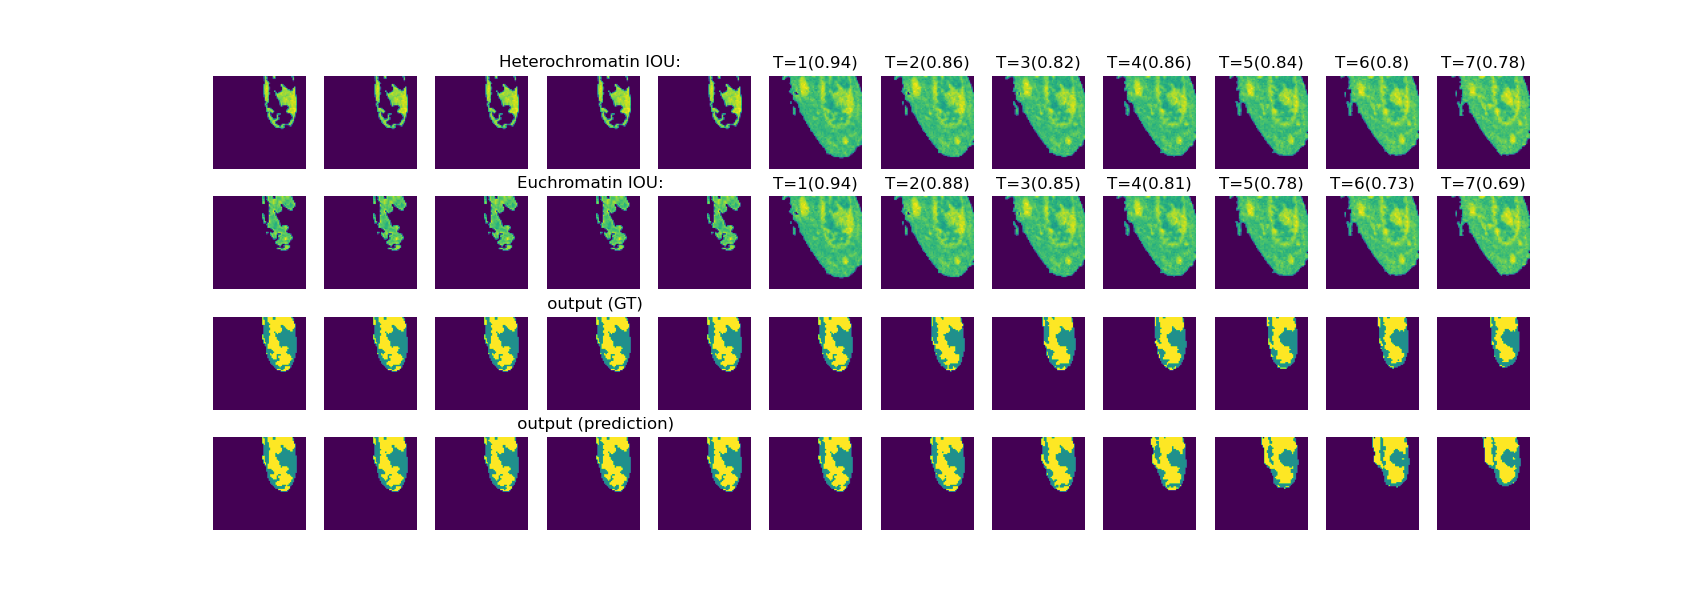 Heterochromatin IOU: T=1(0.94) T=2(0.86) T=3(0.82) T=4(0.86) T=5(0.84) T=6(0.8) T=7(0.78)
Euchromatin IOU: T=1(0.94) T=2(0.88) T=3(0.85) T=4(0.81) T=5(0.78) T=6(0.73) T=7(0.69)
output (GT)
output (prediction)